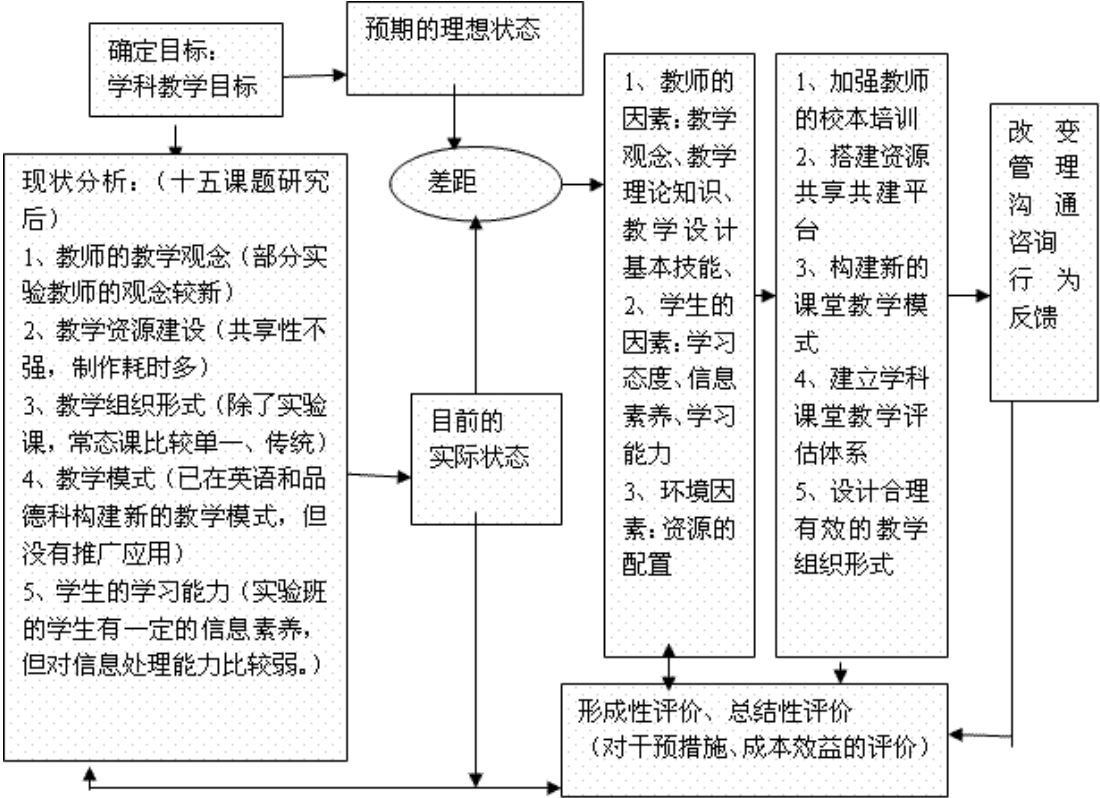 确定目标：
学科教学目标
预期的理想状态
现状分析：（十五课题研究
后）
1、教师的教学观念（部分实
验教师的观念较新）
2、教学资源建设（共享性不
强，制作耗时多）
3、教学组织形式（除了实验
课，常态课比较单一、传统）
4、教学模式（已在英语和品
德科构建新的教学模式，但
没有推广应用）
5、学生的学习能力（实验班
的学生有一定的信息素养，
但对信息处理能力比较弱。）
差距
目前的
实际状态
1、教师的
因素：教学
观念、教学
理论知识、
教学设计
基本技能、
2、学生的
因素：学习
态度、信息
素养、学习
能力
3、环境因
素：资源的
配置
1、加强教师
的校本培训
2、搭建资源
共享共建平
台
3、构建新的
课堂教学模
式
4、建立学科
课堂教学评
估体系
5、设计合理
有效的教学
组织形式
改变
管理
沟通
咨询
行为
反馈
形成性评价、总结性评价
（对干预措施、成本效益的评价）